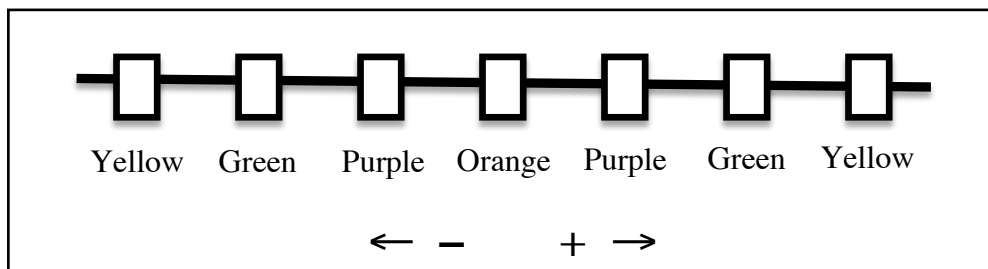 Yellow Green Purple Orange Purple Green Yellow
← − + →